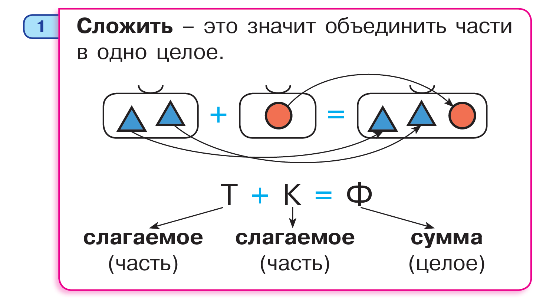 1
Сложить – это значит объединить части
в одно целое.
+ =
Т + К = Ф
слагаемое слагаемое сумма
(часть) (часть) (целое)